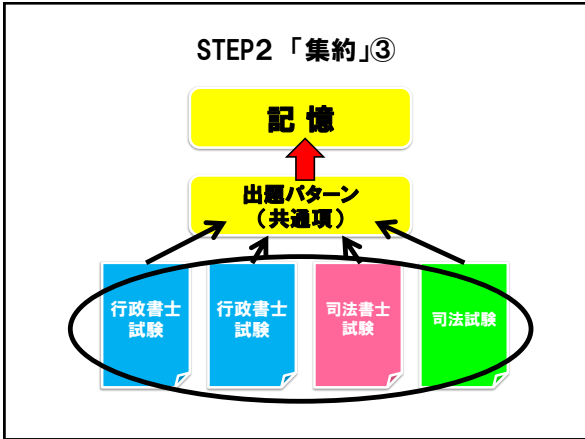 STEP2「集約」③
記 憶
出題パターン
（共通項）
行政書士
試験
行政書士
試験
司法書士
試験
司法試験